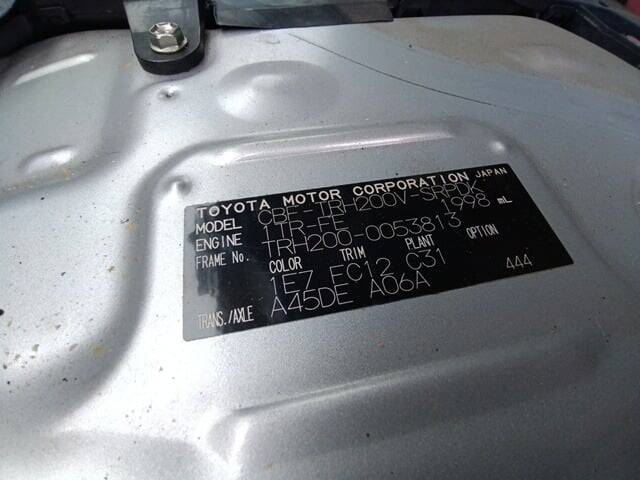 TOYOTA MOTOR CORPORATION JAPAN
MODEL CBF-TRH200V-SRPDK
ENGINE 1TR-FE 1998 mL
FRAME No. TRH200-0053813
COLOR TRIM PLANT OPTION
1E7 FC12 C31
TRANS./AXLE A45DE A06A 444